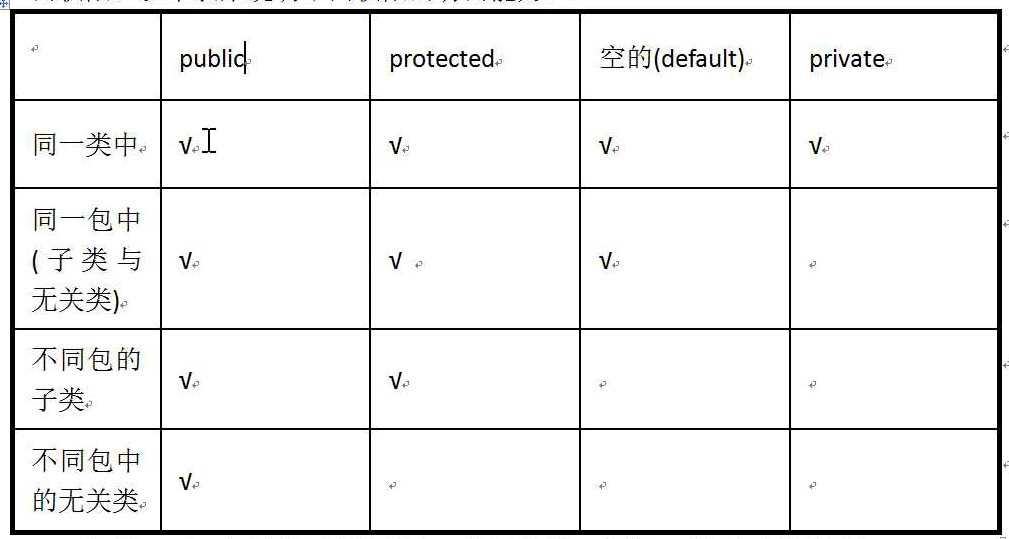 public protected 空的(default) private
同一类中 √ √ √ √
同一包中
(子类与 √ √ √
无关类)
不同包的
子类 √ √
不同包中
的无关类 √